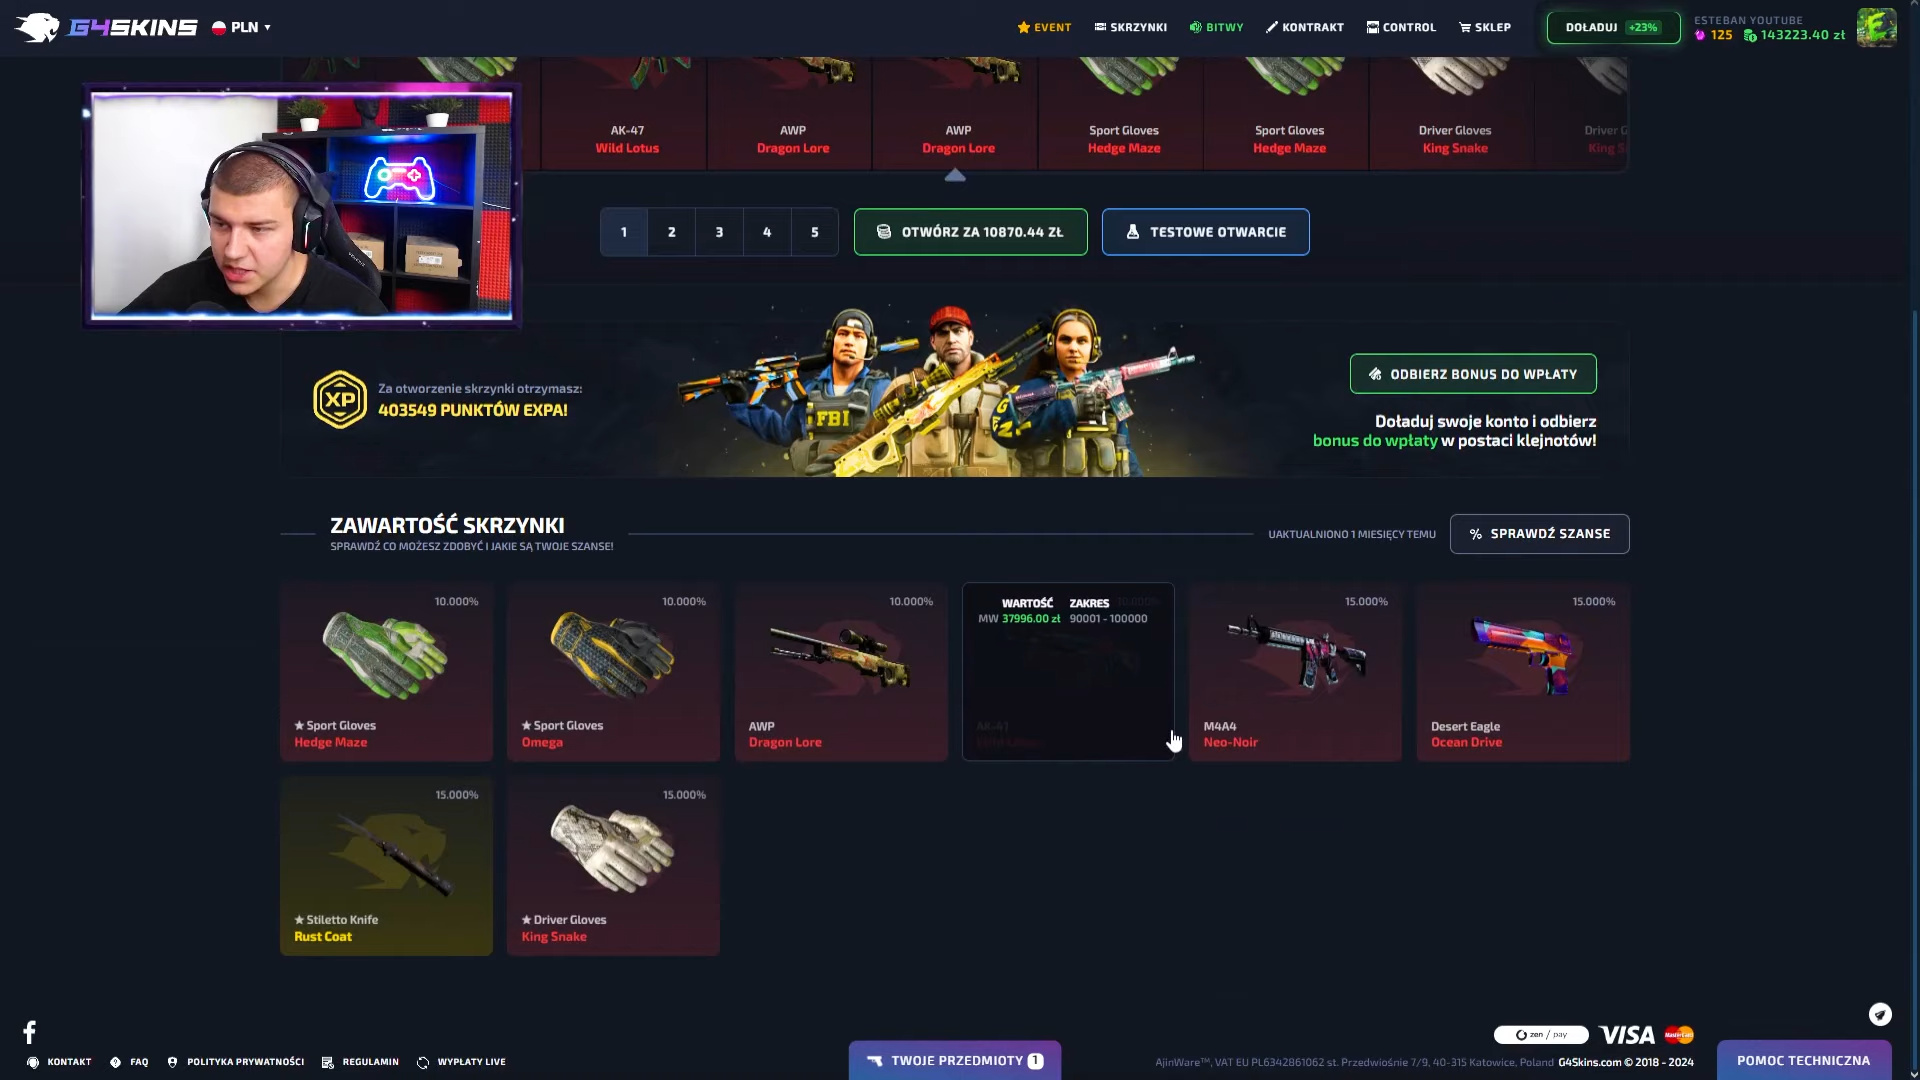 G4SKINS
PLN
EVENT
SKRZYNKI
BITWY
KONTRAKT
CONTROL
SKLEP
DOŁADUJ +23%
ESTEBAN YOUTUBE
125 143223.40 zł
AK-47
Wild Lotus
AWP
Dragon Lore
AWP
Dragon Lore
Sport Gloves
Hedge Maze
Sport Gloves
Hedge Maze
Driver Gloves
King Snake
Driver G
King S
1 2 3 4 5
OTWÓRZ ZA 10870.44 ZŁ
TESTOWE OTWARCIE
XP
Za otworzenie skrzynki otrzymasz:
403549 PUNKTÓW EXPA!
FBI
ODBIERZ BONUS DO WPŁATY
Doładuj swoje konto i odbierz
bonus do wpłaty w postaci klejnotów!
ZAWARTOŚĆ SKRZYNKI
SPRAWDŹ CO MOŻESZ ZDOBYĆ I JAKIE SĄ TWOJE SZANSE!
UAKTUALNIONO 1 MIESIĘCY TEMU
% SPRAWDŹ SZANSE
10.000%
★ Sport Gloves
Hedge Maze
10.000%
★ Sport Gloves
Omega
10.000%
AWP
Dragon Lore
WARTOŚĆ ZAKRES
MW 37996.00 zł 90001 - 100000
AK-47
15.000%
M4A4
Neo-Noir
15.000%
Desert Eagle
Ocean Drive
15.000%
★ Stiletto Knife
Rust Coat
15.000%
★ Driver Gloves
King Snake
KONTAKT
FAQ
POLITYKA PRYWATNOŚCI
REGULAMIN
WYPŁATY LIVE
TWOJE PRZEDMIOTY 1
zen / pay
VISA
MasterCard
AjinWare™, VAT EU PL6342861062 st. Przedwiośnie 7/9, 40-315 Katowice, Poland G4Skins.com © 2018 - 2024
POMOC TECHNICZNA